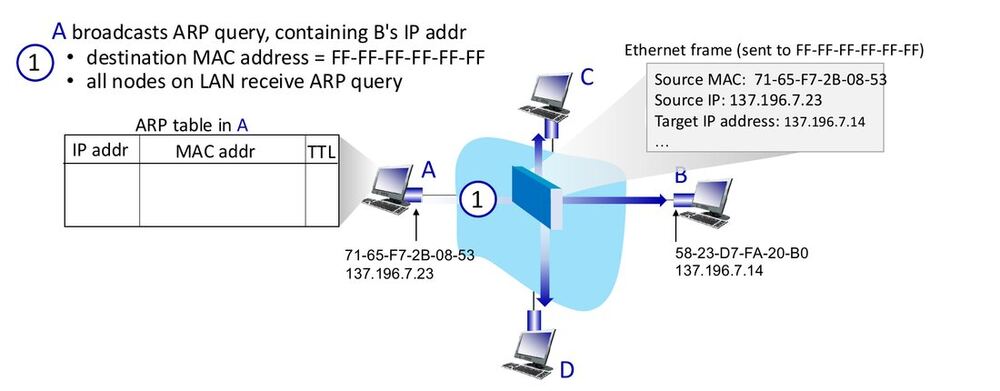 A broadcasts ARP query, containing B's IP addr
1
• destination MAC address = FF-FF-FF-FF-FF-FF
• all nodes on LAN receive ARP query
Ethernet frame (sent to FF-FF-FF-FF-FF-FF)
Source MAC: 71-65-F7-2B-08-53
Source IP: 137.196.7.23
Target IP address: 137.196.7.14
...
C
ARP table in A
IP addr MAC addr TTL
A
1
B
71-65-F7-2B-08-53
137.196.7.23
58-23-D7-FA-20-B0
137.196.7.14
D